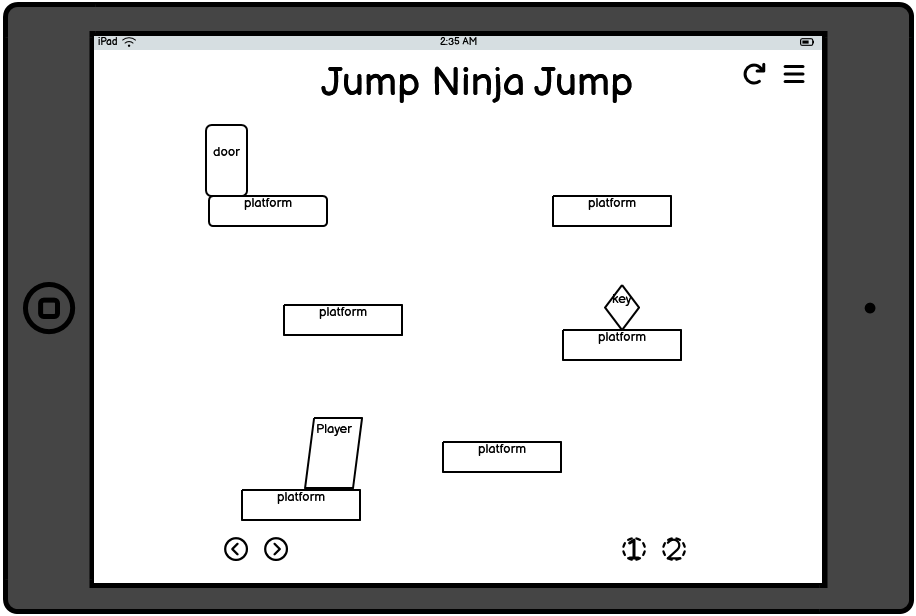 iPad
2:35 AM
Jump Ninja Jump
door
platform
platform
platform
key
platform
Player
platform
platform
1 2